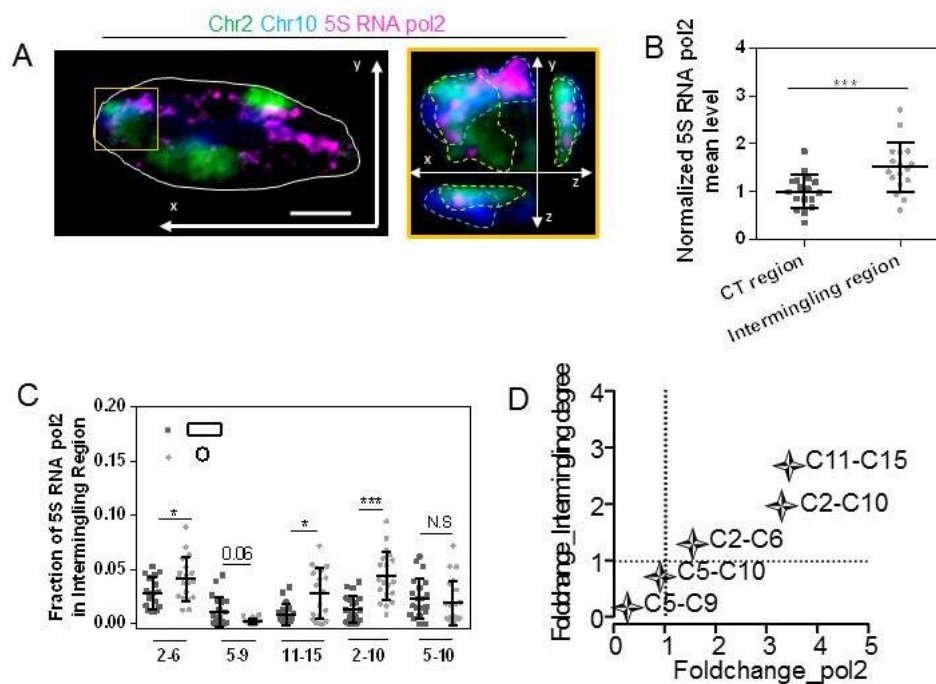 Chr2 Chr10 5S RNA pol2
A
y
x
y
x
z
z
B
Normalized 5S RNA pol2
mean level
4
3
2
1
0
***
CT region
Intermingling region
C
Fraction of 5S RNA pol2
in Intermingling Region
0.20
0.15
0.10
0.05
0.00
*
0.06
*
***
N.S
2-6
5-9
11-15
2-10
5-10
D
Foldchange_Intermingling degree
4
3
2
1
0
C11-C15
C2-C10
C2-C6
C5-C10
C5-C9
0 1 2 3 4 5
Foldchange_pol2